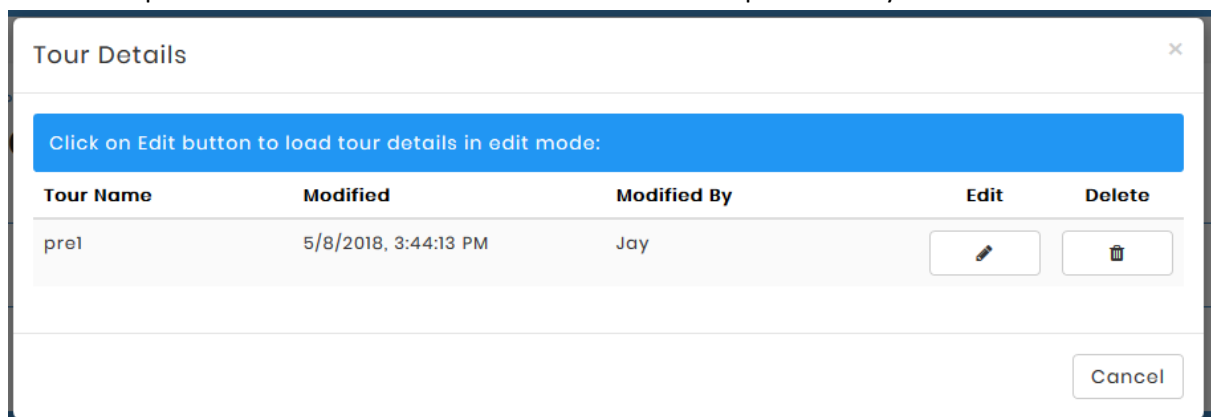 Tour Details ×
Click on Edit button to load tour details in edit mode:
Tour Name Modified Modified By Edit Delete
pre1 5/8/2018, 3:44:13 PM Jay
Cancel